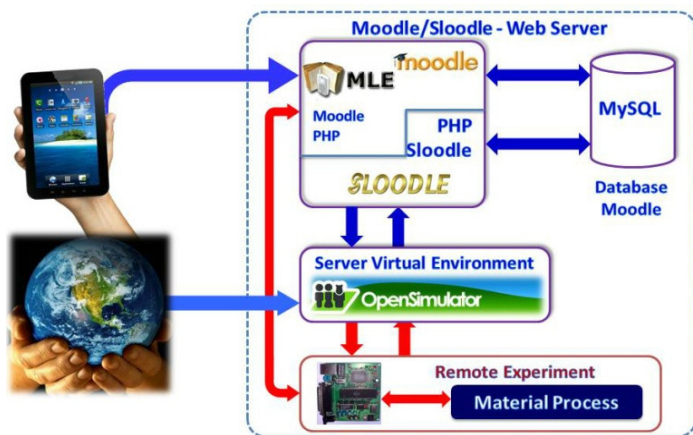 Moodle/Sloodle - Web Server
MLE
moodle
Moodle
PHP
PHP
Sloodle
SLOODLE
MySQL
Database
Moodle
Server Virtual Environment
OpenSimulator
Remote Experiment
Material Process